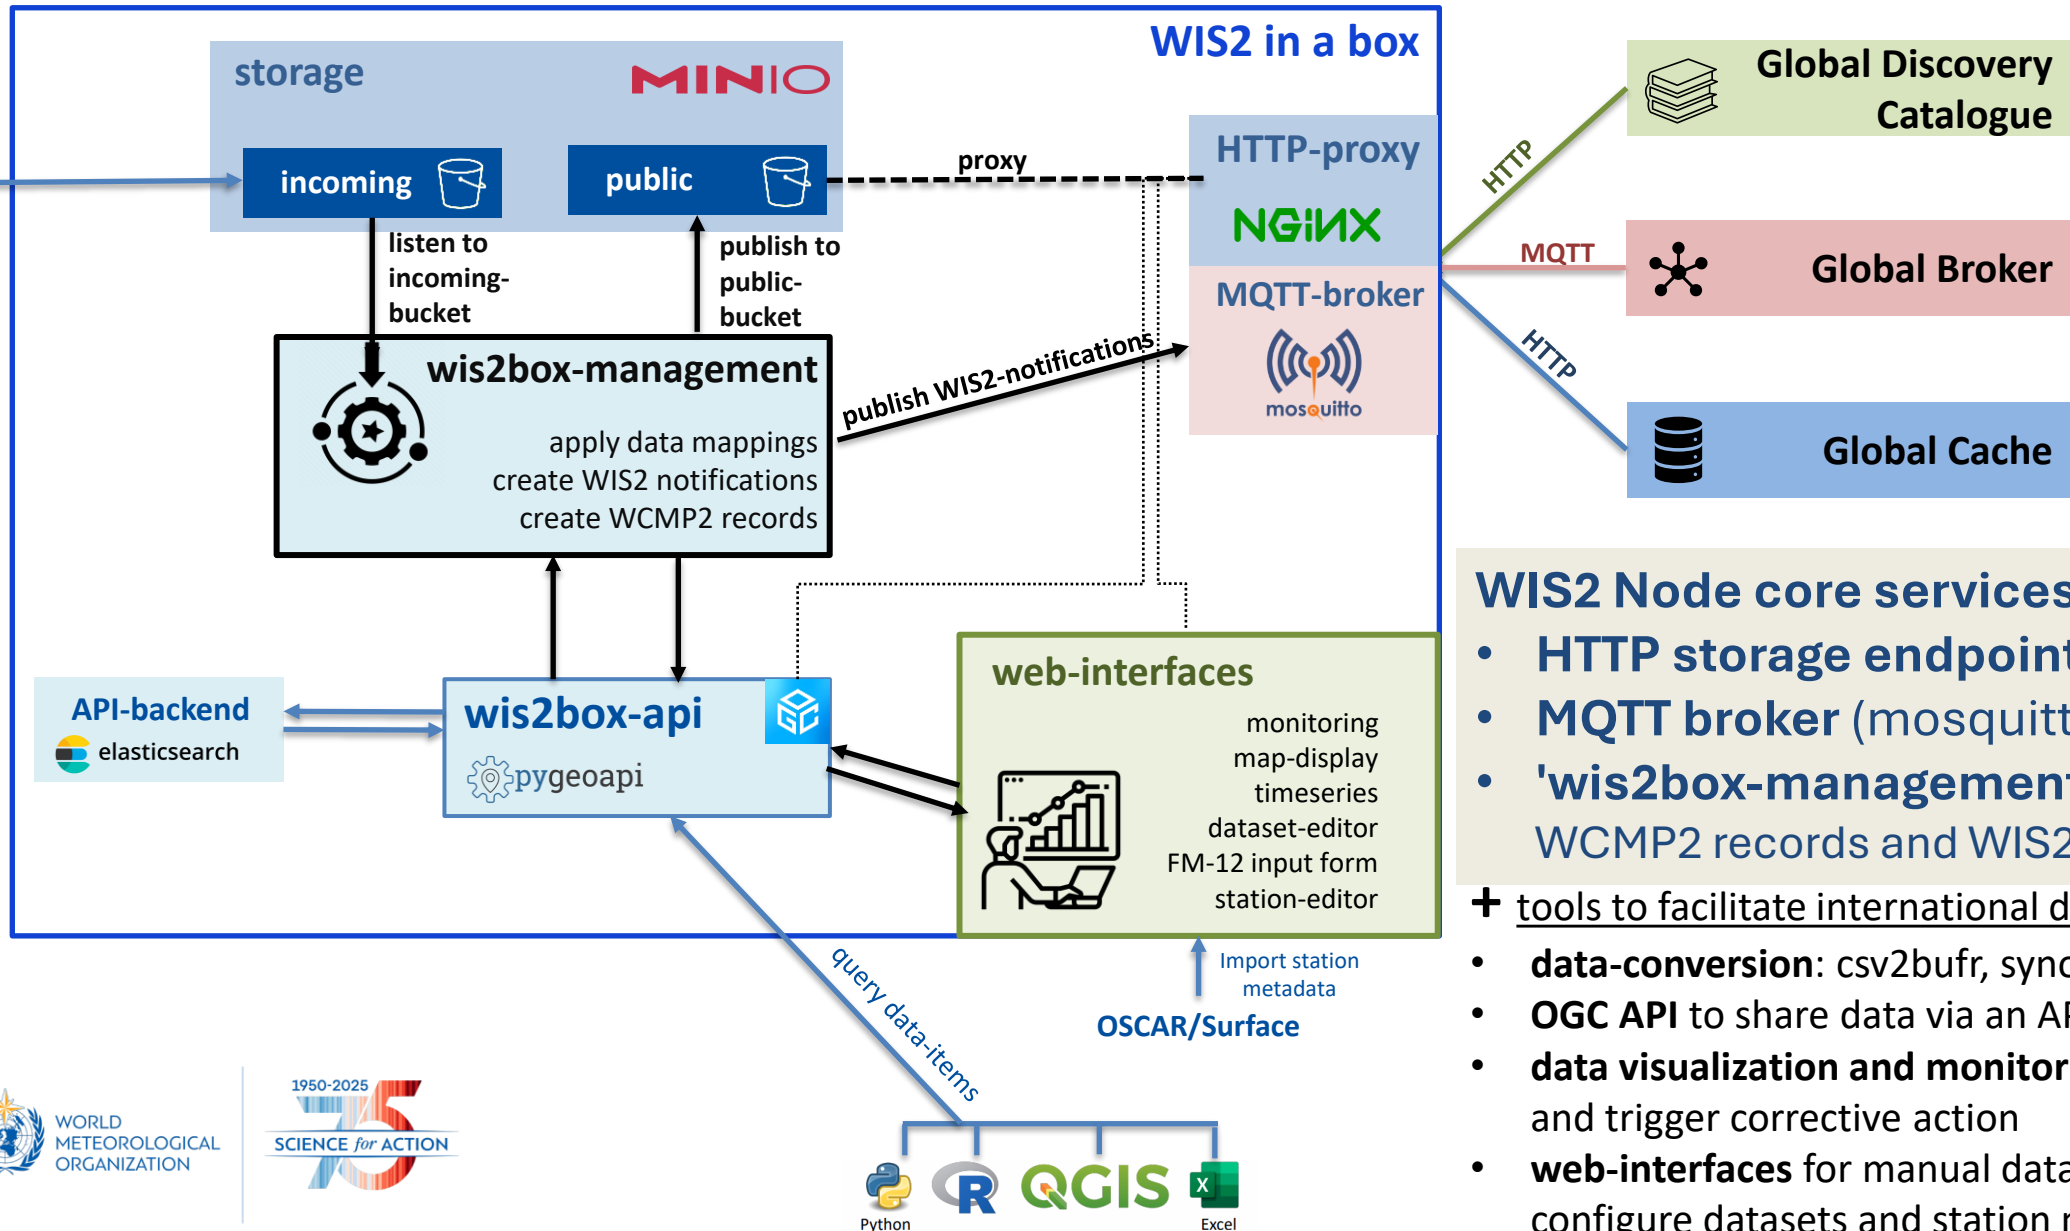 WIS2 in a box
storage
MINIO
incoming
public
proxy
listen to
incoming-
bucket
publish to
public-
bucket
HTTP-proxy
NGINX
MQTT-broker
mosquitto
wis2box-management
apply data mappings
create WIS2 notifications
create WCMP2 records
publish WIS2-notifications
HTTP
MQTT
HTTP
Global Discovery
Catalogue
Global Broker
Global Cache
API-backend
elasticsearch
wis2box-api
pygeoapi
OGC
web-interfaces
monitoring
map-display
timeseries
dataset-editor
FM-12 input form
station-editor
Import station
metadata
OSCAR/Surface
query data-items
Python
R
QGIS
X
Excel
WORLD
METEOROLOGICAL
ORGANIZATION
1950-2025
75
SCIENCE for ACTION
WIS2 Node core services
• HTTP storage endpoint
• MQTT broker (mosquitt
• 'wis2box-management
WCMP2 records and WIS2
+ tools to facilitate international d
• data-conversion: csv2bufr, sync
• OGC API to share data via an AP
• data visualization and monitor
and trigger corrective action
• web-interfaces for manual data
configure datasets and station